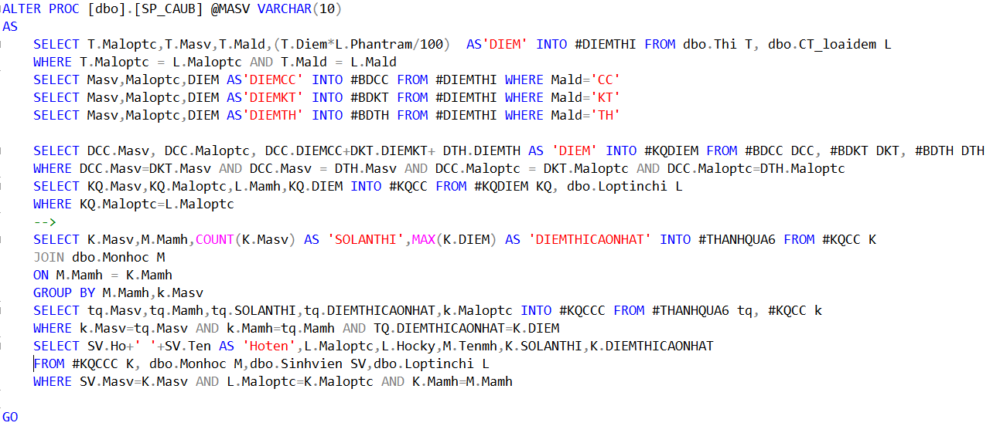 ALTER PROC [dbo].[SP_CAUB] @MASV VARCHAR(10)
AS
SELECT T.Maloptc,T.Masv,T.Mald,(T.Diem*L.Phantram/100)  AS'DIEM' INTO #DIEMTHI FROM dbo.Thi T, dbo.CT_loaidem L
WHERE T.Maloptc = L.Maloptc AND T.Mald = L.Mald
SELECT Masv,Maloptc,DIEM AS'DIEMCC' INTO #BDCC FROM #DIEMTHI WHERE Mald='CC'
SELECT Masv,Maloptc,DIEM AS'DIEMKT' INTO #BDKT FROM #DIEMTHI WHERE Mald='KT'
SELECT Masv,Maloptc,DIEM AS'DIEMTH' INTO #BDTH FROM #DIEMTHI WHERE Mald='TH'
SELECT DCC.Masv, DCC.Maloptc, DCC.DIEMCC+DKT.DIEMKT+ DTH.DIEMTH AS 'DIEM' INTO #KQDIEM FROM #BDCC DCC, #BDKT DKT, #BDTH DTH
WHERE DCC.Masv=DKT.Masv AND DCC.Masv = DTH.Masv AND DCC.Maloptc = DKT.Maloptc AND DCC.Maloptc=DTH.Maloptc
SELECT KQ.Masv,KQ.Maloptc,L.Mamh,KQ.DIEM INTO #KQCC FROM #KQDIEM KQ, dbo.Loptinchi L
WHERE KQ.Maloptc=L.Maloptc
-->
SELECT K.Masv,M.Mamh,COUNT(K.Masv) AS 'SOLANTHI',MAX(K.DIEM) AS 'DIEMTHICAONHAT' INTO #THANHQUA6 FROM #KQCC K
JOIN dbo.Monhoc M
ON M.Mamh = K.Mamh
GROUP BY M.Mamh,k.Masv
SELECT tq.Masv,tq.Mamh,tq.SOLANTHI,tq.DIEMTHICAONHAT,k.Maloptc INTO #KQCCC FROM #THANHQUA6 tq, #KQCC k
WHERE k.Masv=tq.Masv AND k.Mamh=tq.Mamh AND TQ.DIEMTHICAONHAT=K.DIEM
SELECT SV.Ho+' '+SV.Ten AS 'Hoten',L.Maloptc,L.Hocky,M.Tenmh,K.SOLANTHI,K.DIEMTHICAONHAT
FROM #KQCCC K, dbo.Monhoc M,dbo.Sinhvien SV,dbo.Loptinchi L
WHERE SV.Masv=K.Masv AND L.Maloptc=K.Maloptc AND K.Mamh=M.Mamh
GO